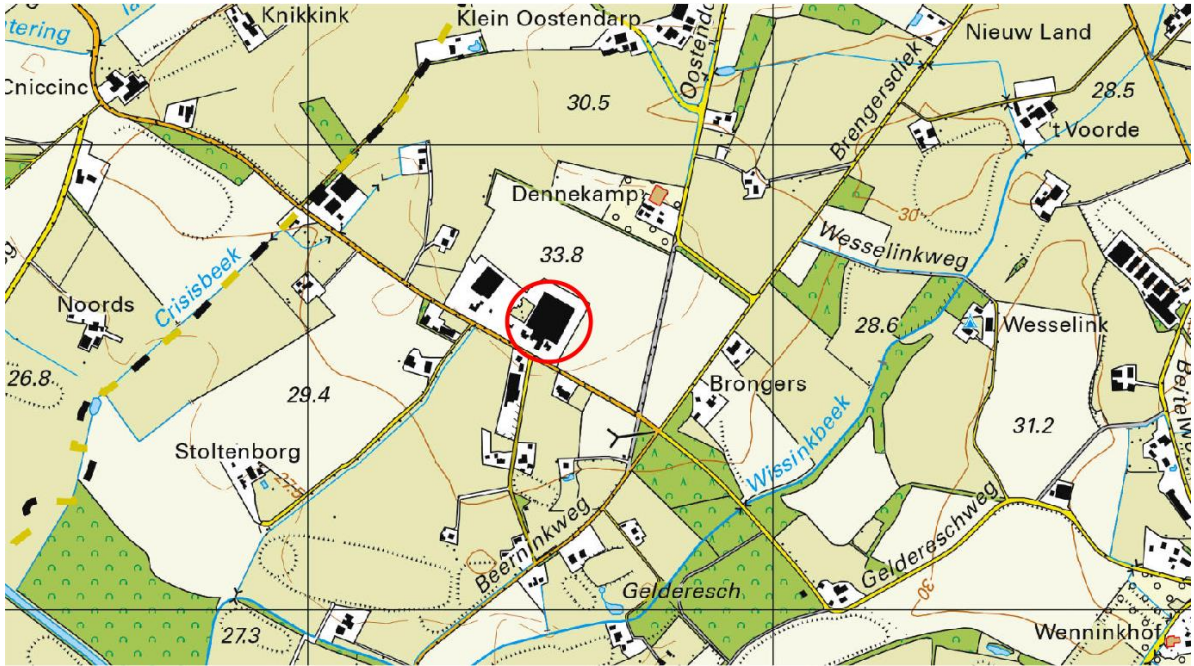 Knikkink
Klein Oostendarp
Nieuw Land
tering
Cniccinc
30.5
Brengersdiek
28.5
't Voorde
Dennekamp
33.8
30
Wesselinkweg
Crisisbeek
Noords
28.6
Wesselink
26.8
29.4
Brongers
31.2
Stoltenborg
27.5
Wissinkbeek
Beerninkweg
Geldereschweg
Gelderesch
30
27.3
Wenninkhof